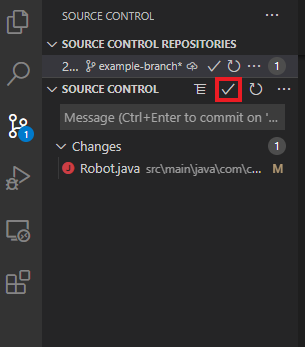 SOURCE CONTROL
SOURCE CONTROL REPOSITORIES
2... example-branch* 1
SOURCE CONTROL
Message (Ctrl+Enter to commit on '...
Changes 1
1
J Robot.java src\main\java\com\c... M